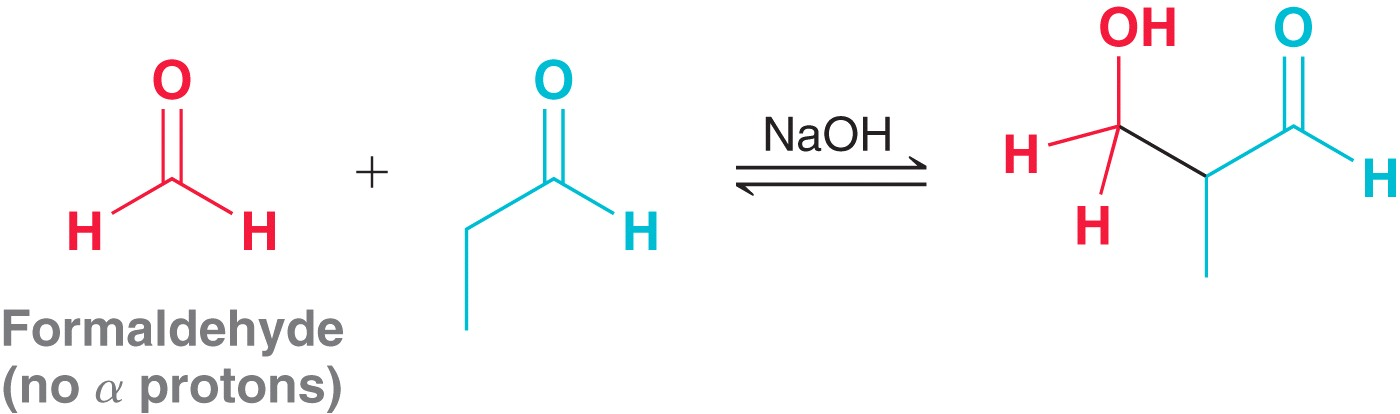 O
H H
+
O
H
NaOH
OH
H
H
O
H
Formaldehyde
(no α protons)